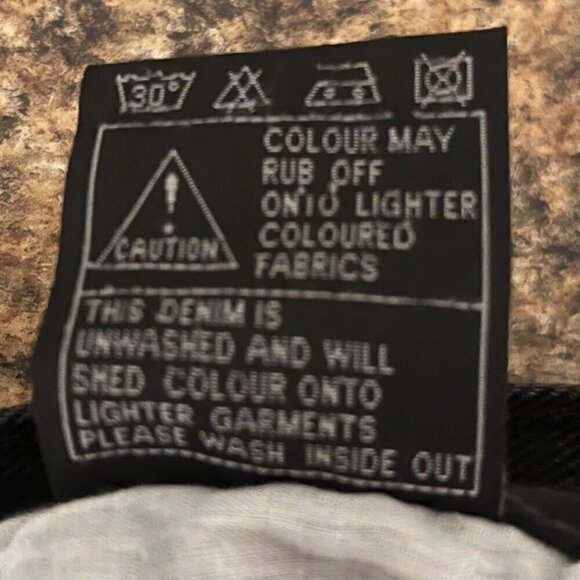 30°
COLOUR MAY
RUB OFF
ONTO LIGHTER
COLOURED
FABRICS
CAUTION
THIS DENIM IS
UNWASHED AND WILL
SHED COLOUR ONTO
LIGHTER GARMENTS
PLEASE WASH INSIDE OUT